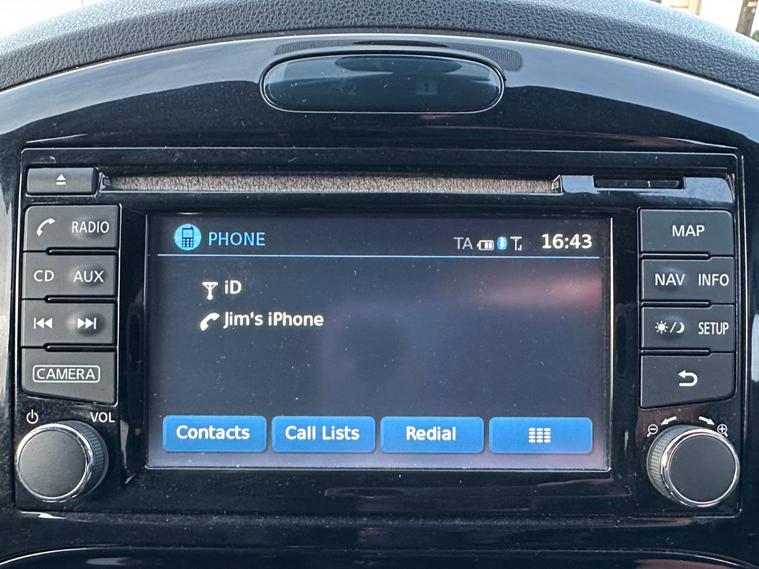 RADIO
CD AUX
CAMERA
VOL
PHONE
TA 16:43
iD
Jim's iPhone
Contacts
Call Lists
Redial
MAP
NAV INFO
SETUP